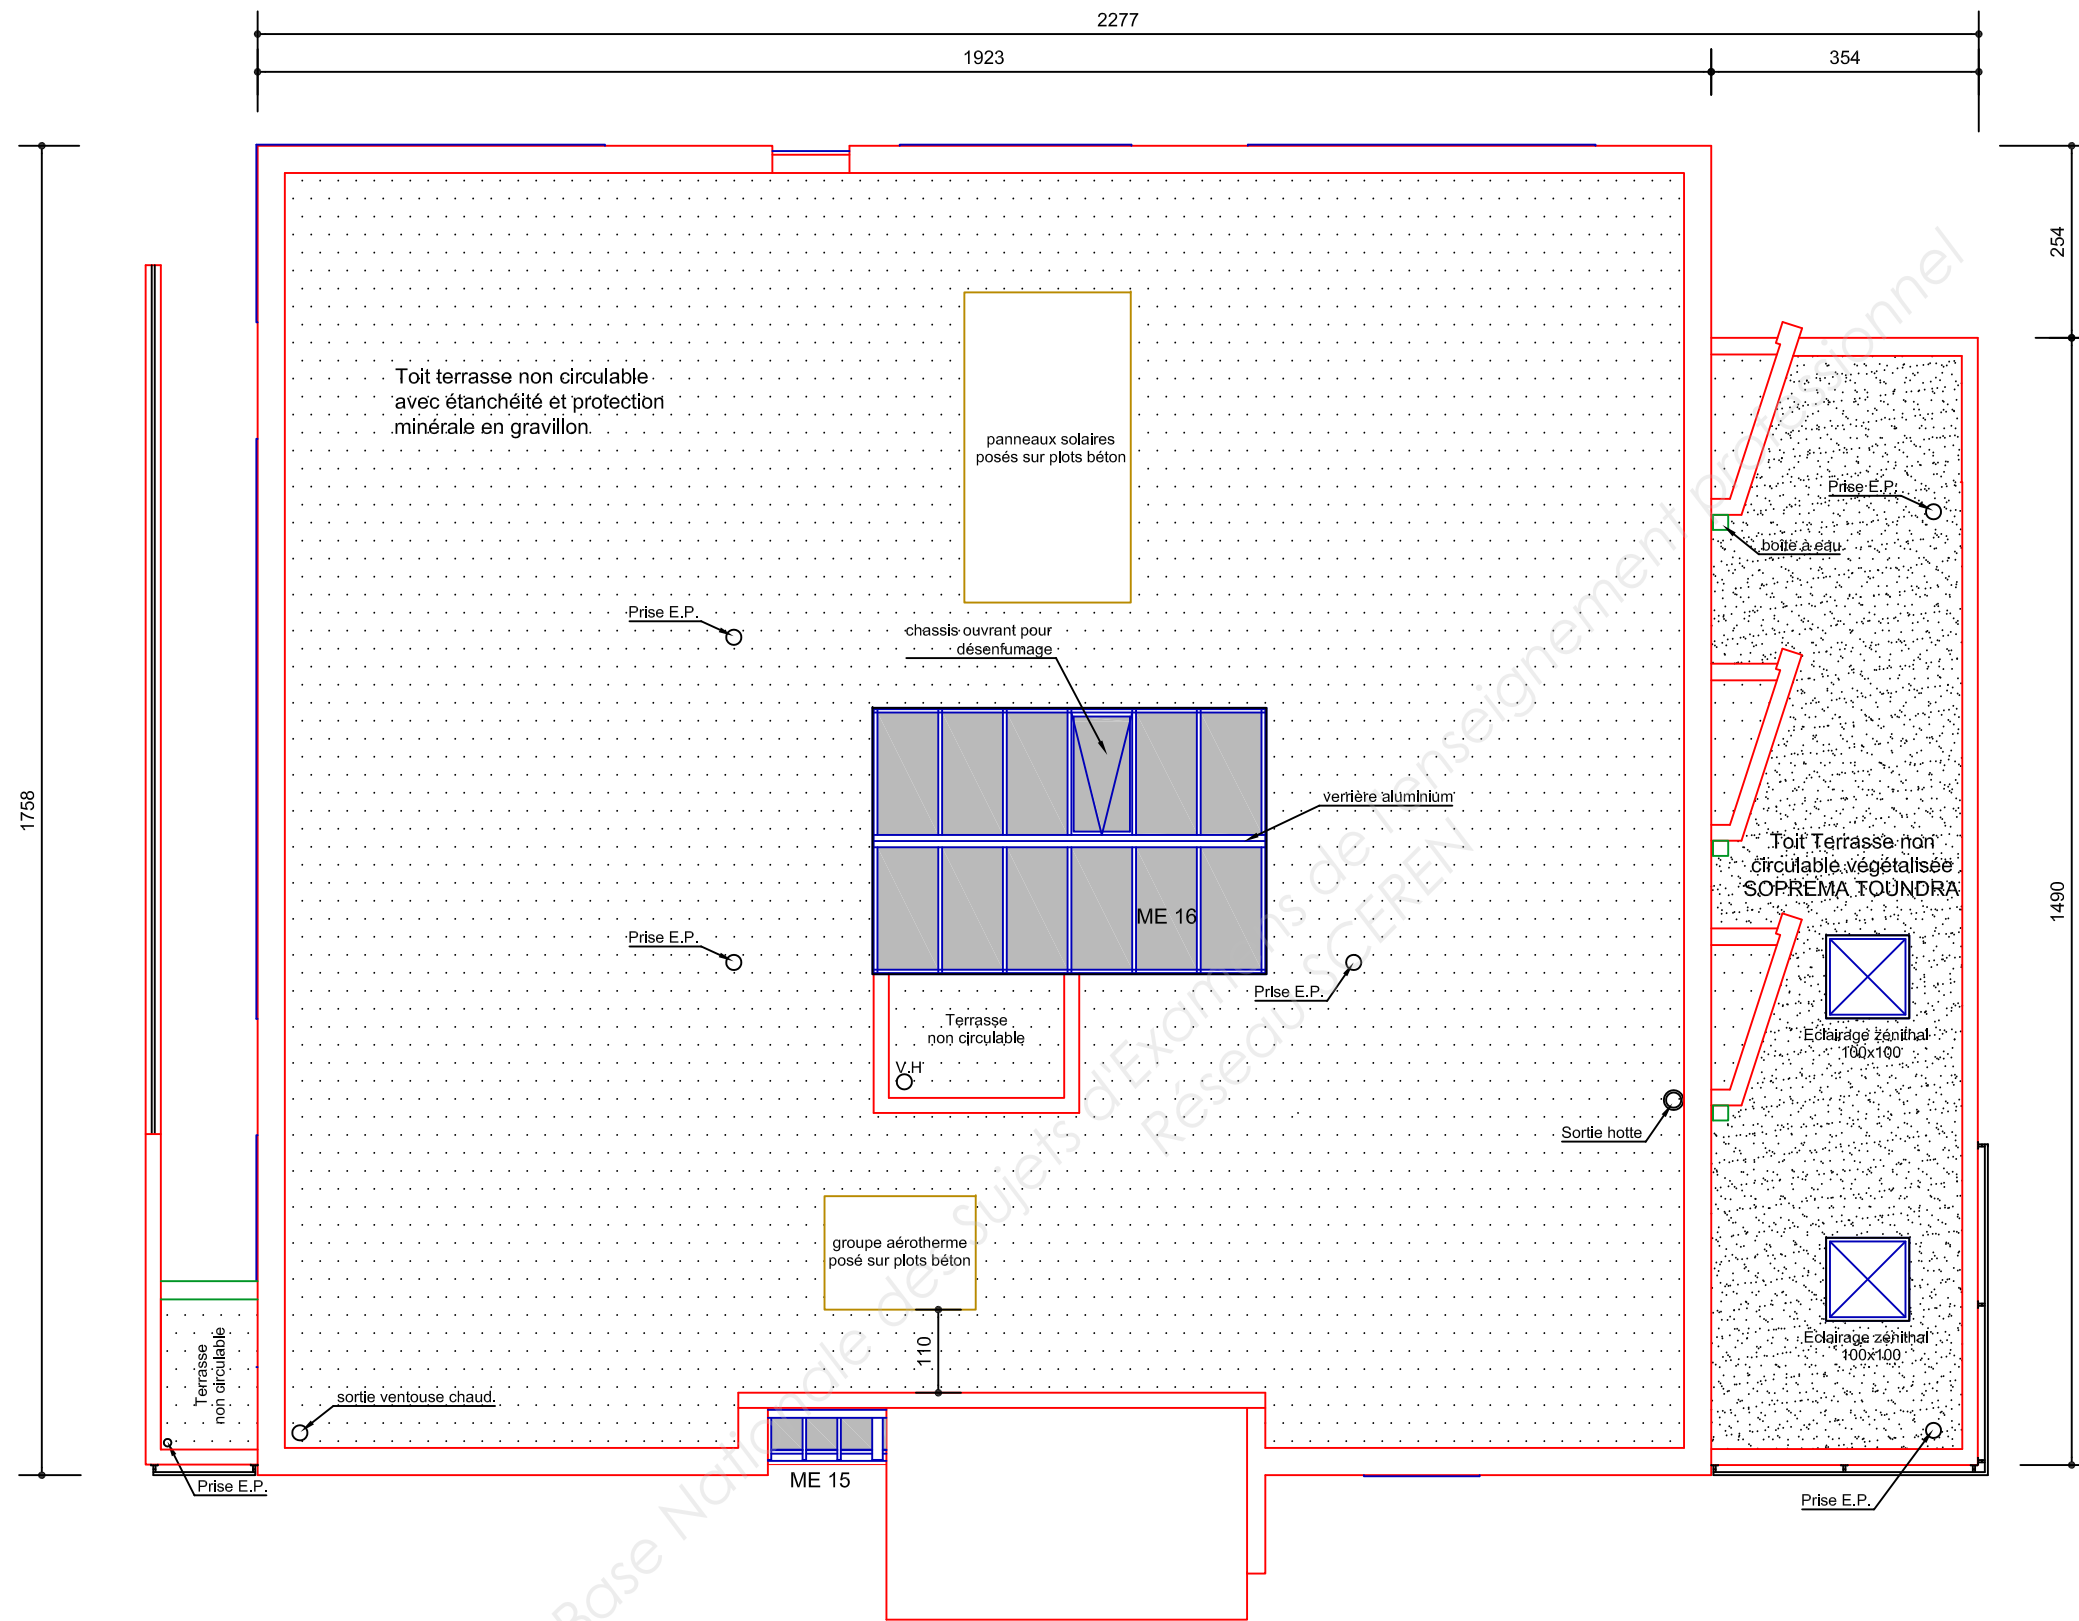 2277
1923
354
254
Toit terrasse non circulable
avec étanchéité et protection
minérale en gravillon
panneaux solaires
posés sur plots béton
Prise E.P.
boîte à eau
Prise E.P.
chassis ouvrant pour
désenfumage
verrière aluminium
1758
Toit Terrasse non
circulable végétalisée
SOPREMA TOUNDRA
1490
ME 16
Prise E.P.
Prise E.P.
Terrasse
non circulable
V.H
Eclairage zénithal
100x100
Sortie hotte
groupe aérotherme
posé sur plots béton
110
Terrasse
non circulable
Eclairage zénithal
100x100
sortie ventouse chaud.
Prise E.P.
ME 15
Prise E.P.
Base Nationale des Sujets d'Examens de l'enseignement professionnel
Réseau SCEREN